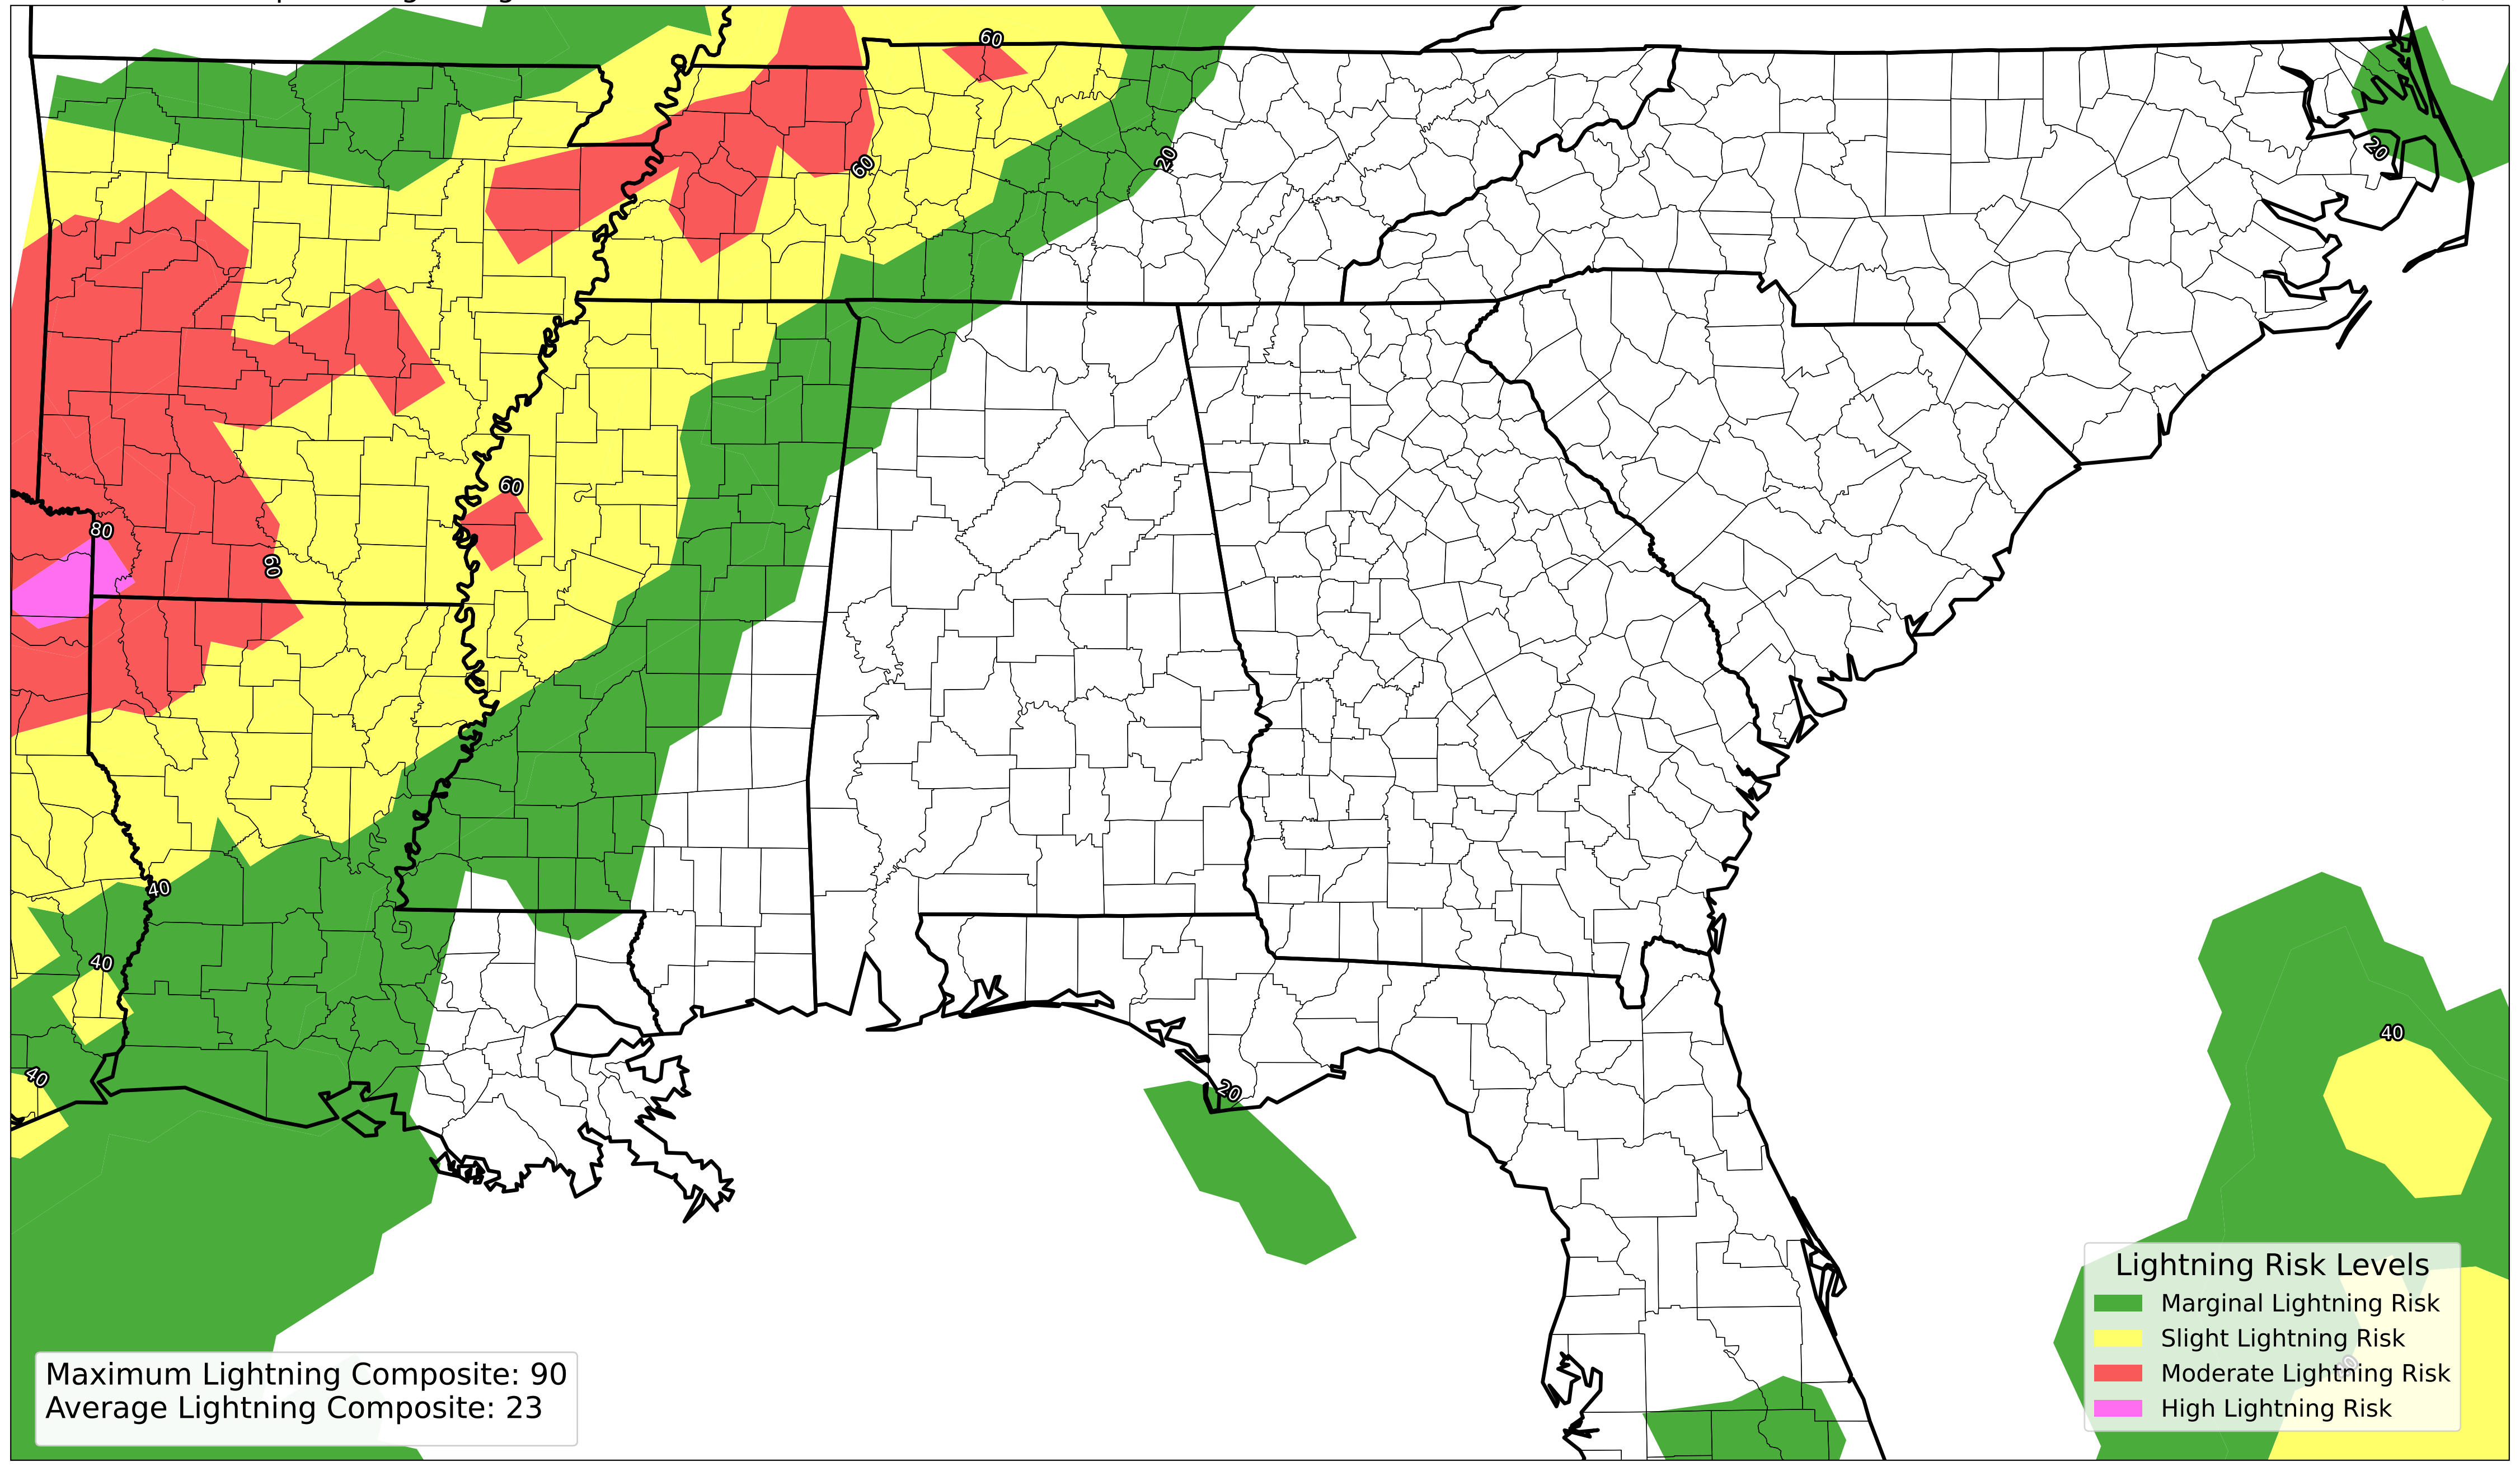 60
20
60
20
60
80
60
40
40
40
40
20
Lightning Risk Levels
Marginal Lightning Risk
Slight Lightning Risk
Moderate Lightning Risk
High Lightning Risk
Maximum Lightning Composite: 90
Average Lightning Composite: 23